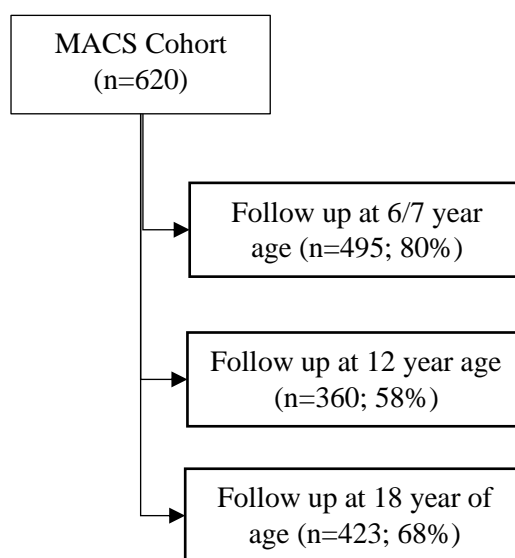 MACS Cohort
(n=620)
Follow up at 6/7 year
age (n=495; 80%)
Follow up at 12 year age
(n=360; 58%)
Follow up at 18 year of
age (n=423; 68%)